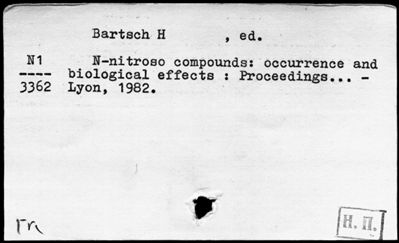 Bartsch H , ed.
N1 N-nitroso compounds: occurrence and
---- biological effects : Proceedings... -
3362 Lyon, 1982.
Н. П.